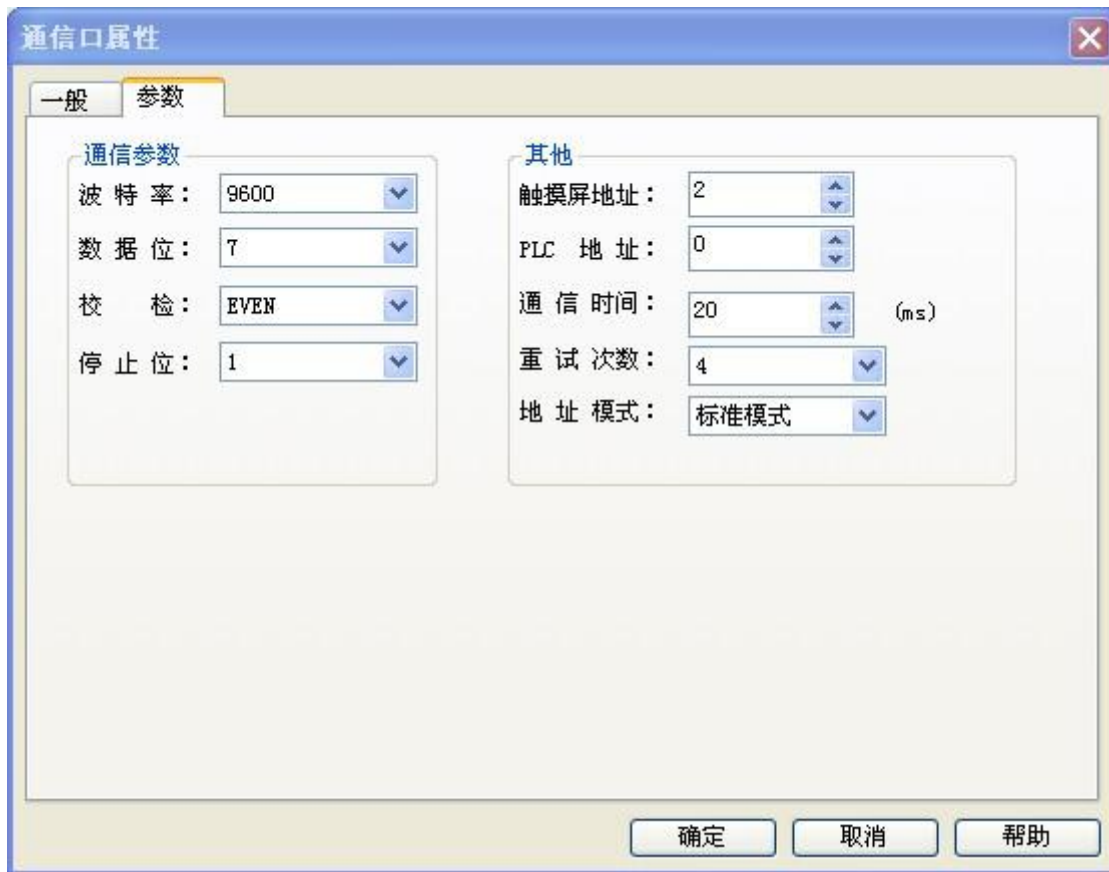 通信口属性
一般 参数
通信参数
波 特 率： 9600
数 据 位： 7
校 检： EVEN
停 止 位： 1
其他
触摸屏地址： 2
PLC 地 址： 0
通 信 时间： 20 (ms)
重 试 次数： 4
地 址 模式： 标准模式
确定 取消 帮助